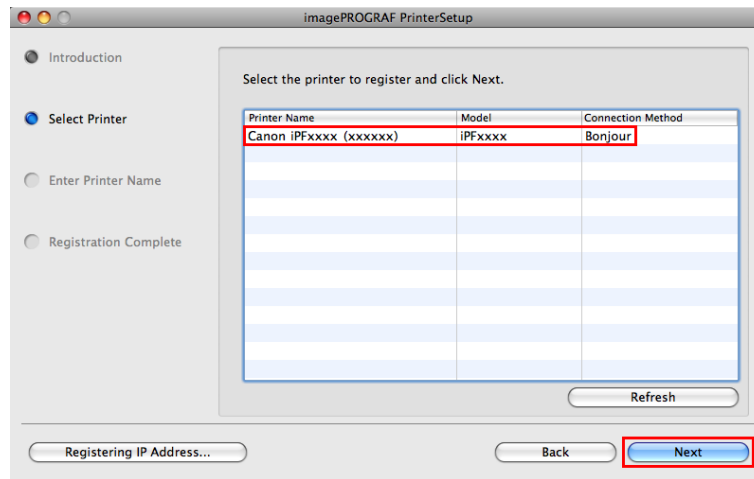 imagePROGRAF PrinterSetup
Introduction
Select Printer
Enter Printer Name
Registration Complete
Select the printer to register and click Next.
Printer Name Model Connection Method
Canon iPFxxxx (xxxxxx) iPFxxxx Bonjour
Refresh
Registering IP Address... Back Next